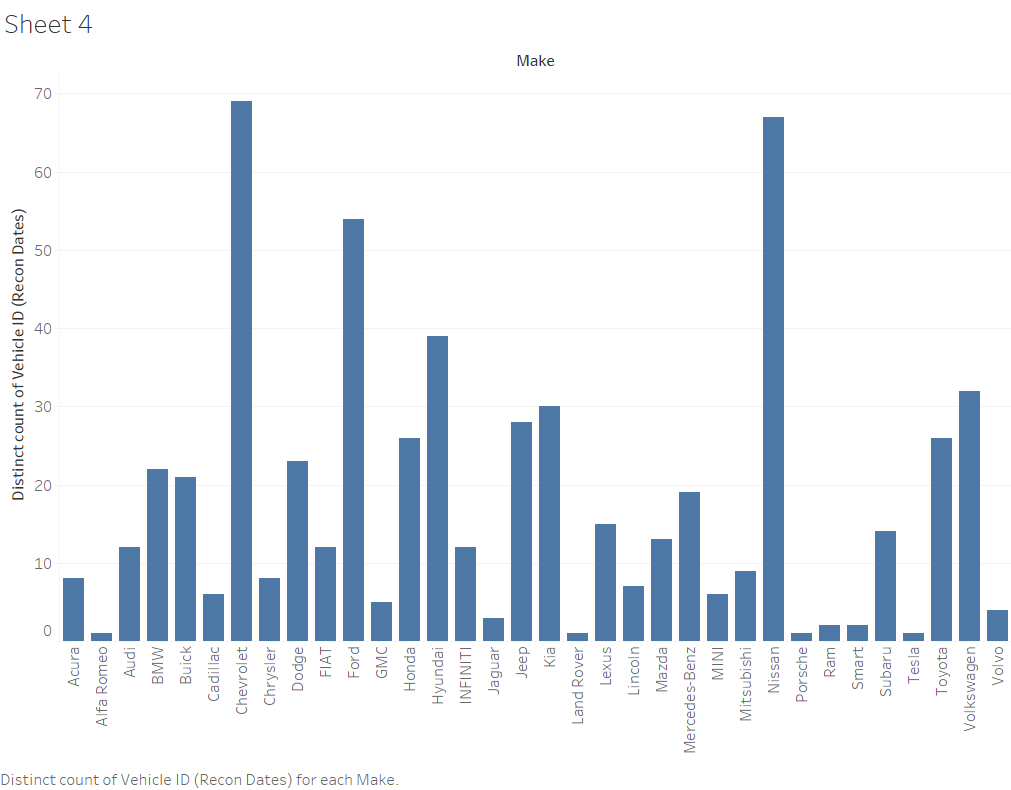 Sheet 4
Make
Distinct count of Vehicle ID (Recon Dates)
70
60
50
40
30
20
10
0
Acura
Alfa Romeo
Audi
BMW
Buick
Cadillac
Chevrolet
Chrysler
Dodge
FIAT
Ford
GMC
Honda
Hyundai
INFINITI
Jaguar
Jeep
Kia
Land Rover
Lexus
Lincoln
Mazda
Mercedes-Benz
MINI
Mitsubishi
Nissan
Porsche
Ram
Smart
Subaru
Tesla
Toyota
Volkswagen
Volvo
Distinct count of Vehicle ID (Recon Dates) for each Make.